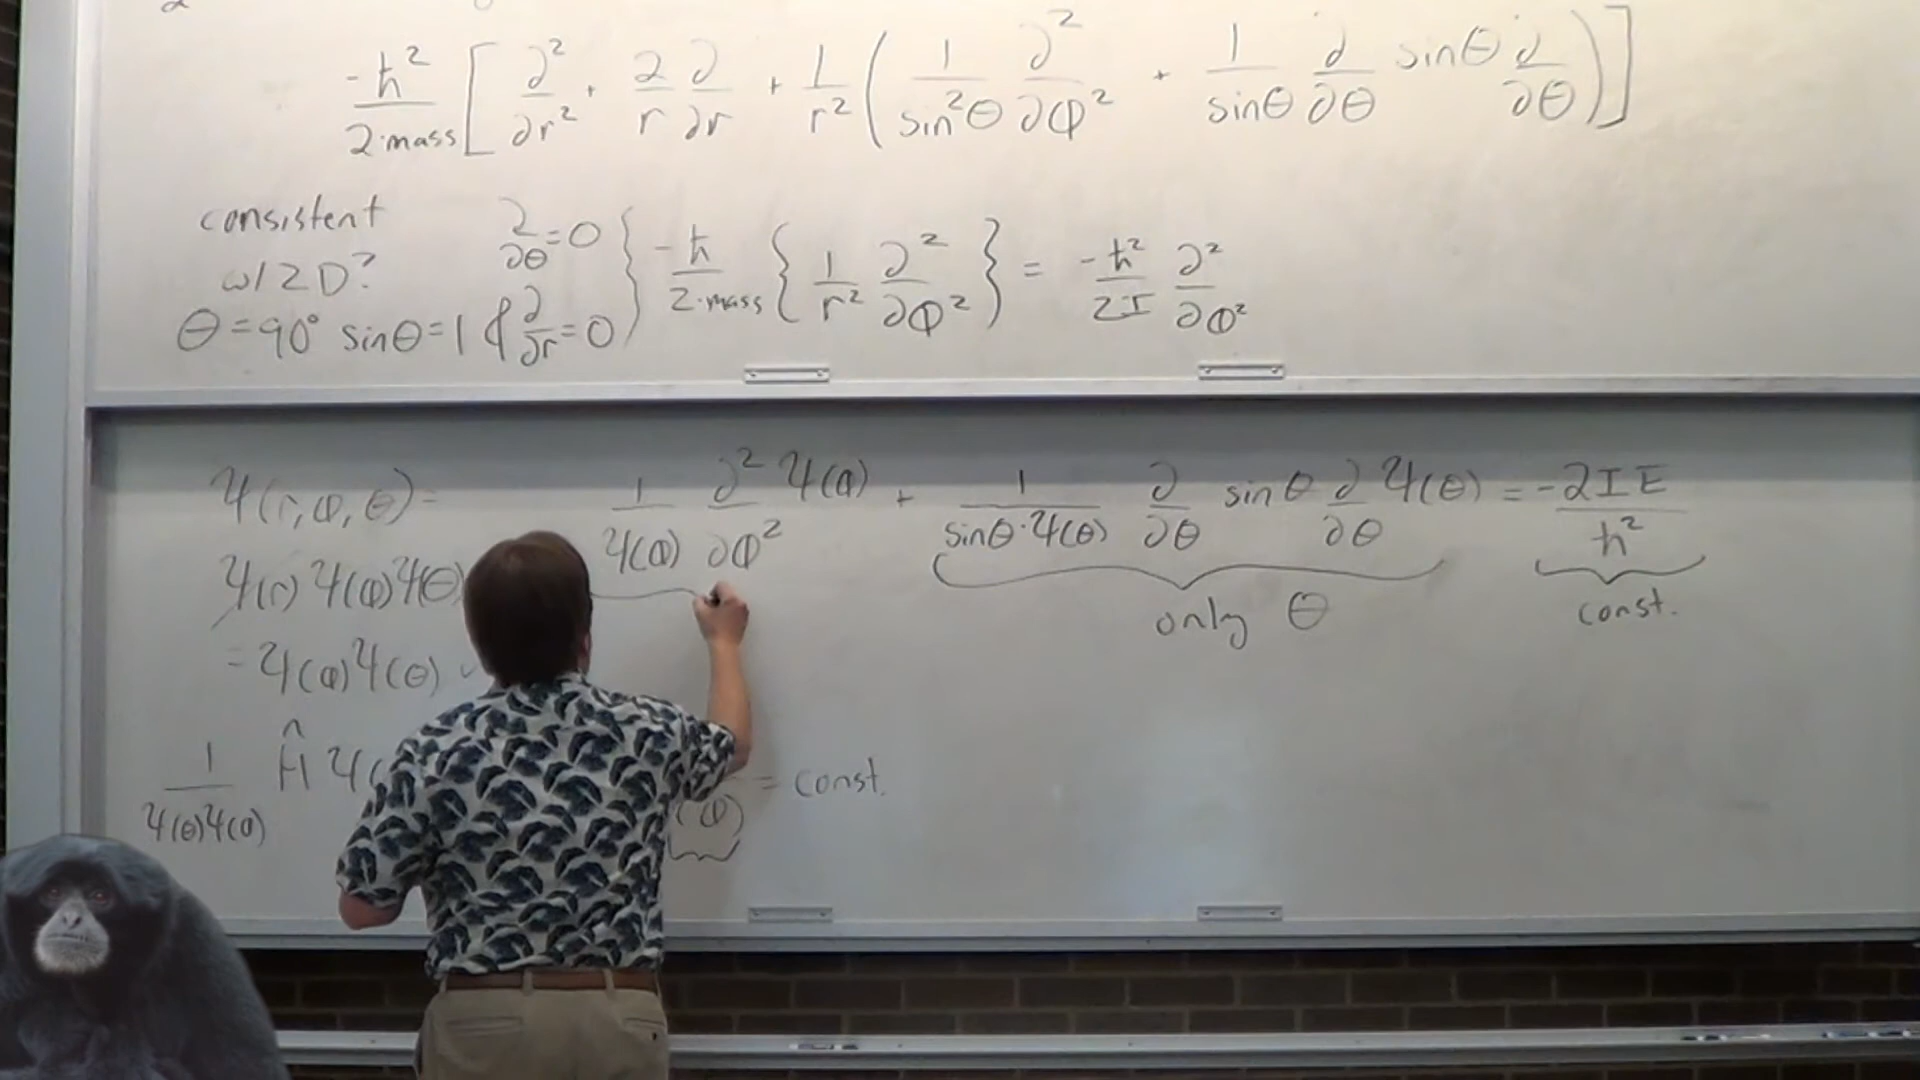 -ħ²/2·mass [ ∂²/∂r² + 2/r ∂/∂r + 1/r² ( 1/sin²θ ∂²/∂φ² + 1/sinθ ∂/∂θ sinθ ∂/∂θ ) ]
consistent
w/ 2D?
θ = 90° sinθ = 1 & ∂/∂θ = 0 ∂/∂r = 0 } -ħ/2·mass { 1/r² ∂²/∂φ² } = -ħ²/2I ∂²/∂φ²
Ψ(r,φ,θ) =
Ψ(r) Ψ(φ) Ψ(θ)
= Ψ(φ) Ψ(θ)
1/Ψ(φ) ∂²/∂φ² Ψ(φ) + 1/sinθ·Ψ(θ) ∂/∂θ sinθ ∂/∂θ Ψ(θ) = -2IE/ħ²
only θ
const.
1/Ψ(θ)Ψ(φ) Ĥ Ψ( (φ) = const.